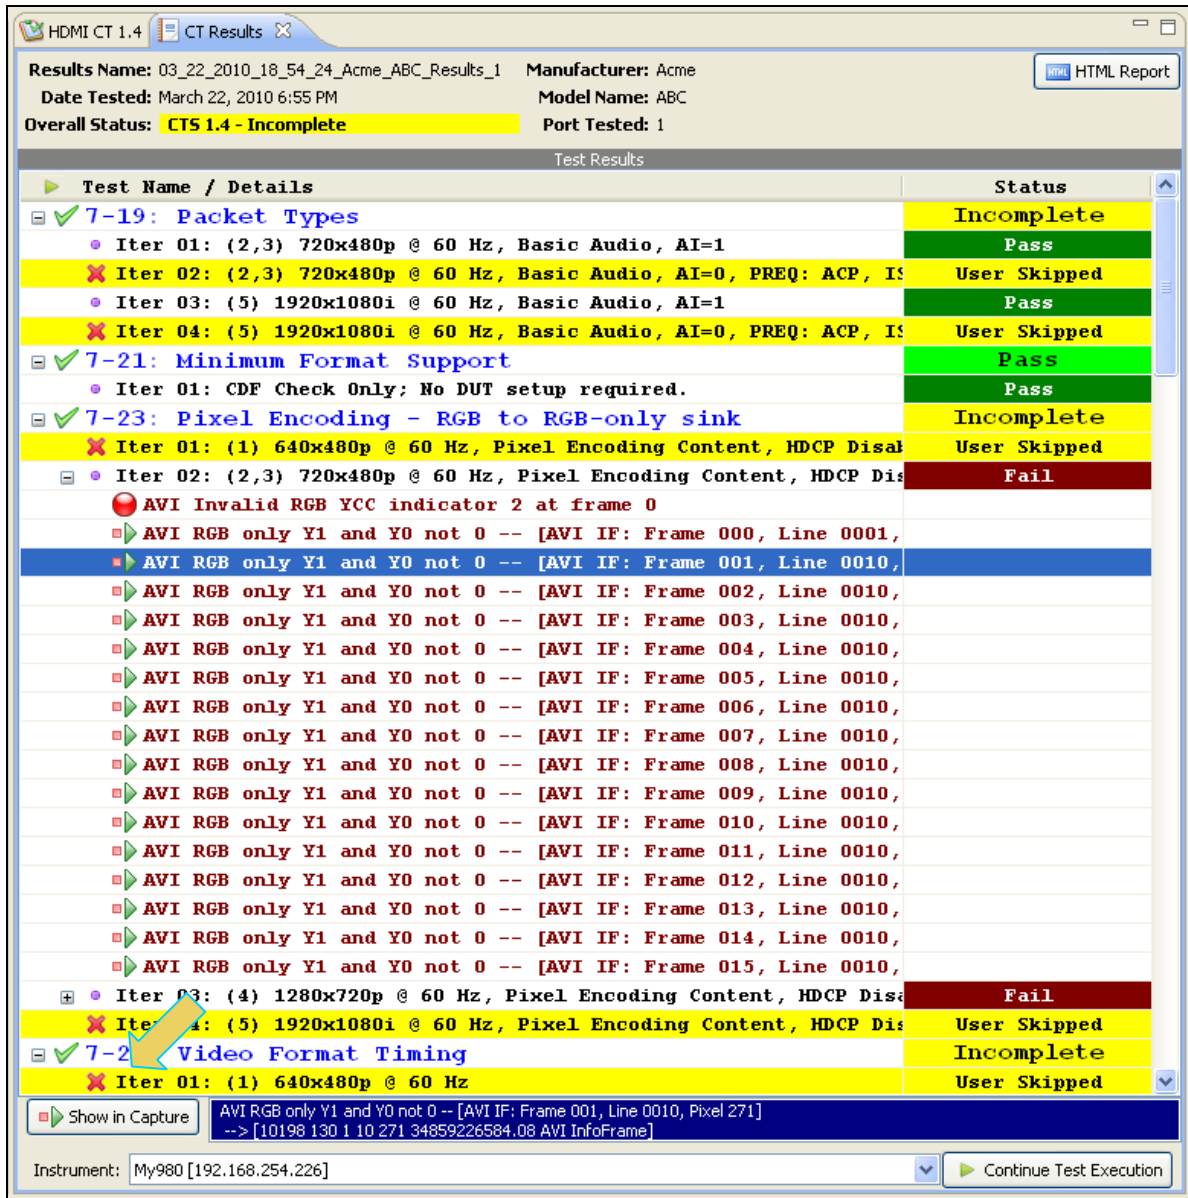 HDMI CT 1.4 CT Results
Results Name: 03_22_2010_18_54_24_Acme_ABC_Results_1 Manufacturer: Acme HTML Report
Date Tested: March 22, 2010 6:55 PM Model Name: ABC
Overall Status: CTS 1.4 - Incomplete Port Tested: 1
Test Results
Test Name / Details Status
7-19: Packet Types Incomplete
Iter 01: (2,3) 720x480p @ 60 Hz, Basic Audio, AI=1 Pass
Iter 02: (2,3) 720x480p @ 60 Hz, Basic Audio, AI=0, PREQ: ACP, IS User Skipped
Iter 03: (5) 1920x1080i @ 60 Hz, Basic Audio, AI=1 Pass
Iter 04: (5) 1920x1080i @ 60 Hz, Basic Audio, AI=0, PREQ: ACP, IS User Skipped
7-21: Minimum Format Support Pass
Iter 01: CDF Check Only; No DUT setup required. Pass
7-23: Pixel Encoding - RGB to RGB-only sink Incomplete
Iter 01: (1) 640x480p @ 60 Hz, Pixel Encoding Content, HDCP Disab User Skipped
Iter 02: (2,3) 720x480p @ 60 Hz, Pixel Encoding Content, HDCP Dis Fail
AVI Invalid RGB YCC indicator 2 at frame 0
AVI RGB only Y1 and Y0 not 0 -- [AVI IF: Frame 000, Line 0001,
AVI RGB only Y1 and Y0 not 0 -- [AVI IF: Frame 001, Line 0010,
AVI RGB only Y1 and Y0 not 0 -- [AVI IF: Frame 002, Line 0010,
AVI RGB only Y1 and Y0 not 0 -- [AVI IF: Frame 003, Line 0010,
AVI RGB only Y1 and Y0 not 0 -- [AVI IF: Frame 004, Line 0010,
AVI RGB only Y1 and Y0 not 0 -- [AVI IF: Frame 005, Line 0010,
AVI RGB only Y1 and Y0 not 0 -- [AVI IF: Frame 006, Line 0010,
AVI RGB only Y1 and Y0 not 0 -- [AVI IF: Frame 007, Line 0010,
AVI RGB only Y1 and Y0 not 0 -- [AVI IF: Frame 008, Line 0010,
AVI RGB only Y1 and Y0 not 0 -- [AVI IF: Frame 009, Line 0010,
AVI RGB only Y1 and Y0 not 0 -- [AVI IF: Frame 010, Line 0010,
AVI RGB only Y1 and Y0 not 0 -- [AVI IF: Frame 011, Line 0010,
AVI RGB only Y1 and Y0 not 0 -- [AVI IF: Frame 012, Line 0010,
AVI RGB only Y1 and Y0 not 0 -- [AVI IF: Frame 013, Line 0010,
AVI RGB only Y1 and Y0 not 0 -- [AVI IF: Frame 014, Line 0010,
AVI RGB only Y1 and Y0 not 0 -- [AVI IF: Frame 015, Line 0010,
Iter 03: (4) 1280x720p @ 60 Hz, Pixel Encoding Content, HDCP Disa Fail
4: (5) 1920x1080i @ 60 Hz, Pixel Encoding Content, HDCP Dis User Skipped
7-2 Video Format Timing Incomplete
Iter 01: (1) 640x480p @ 60 Hz User Skipped
Show in Capture AVI RGB only Y1 and Y0 not 0 -- [AVI IF: Frame 001, Line 0010, Pixel 271]
--> [10198 130 1 10 271 34859226584.08 AVI InfoFrame]
Instrument: My980 [192.168.254.226] Continue Test Execution